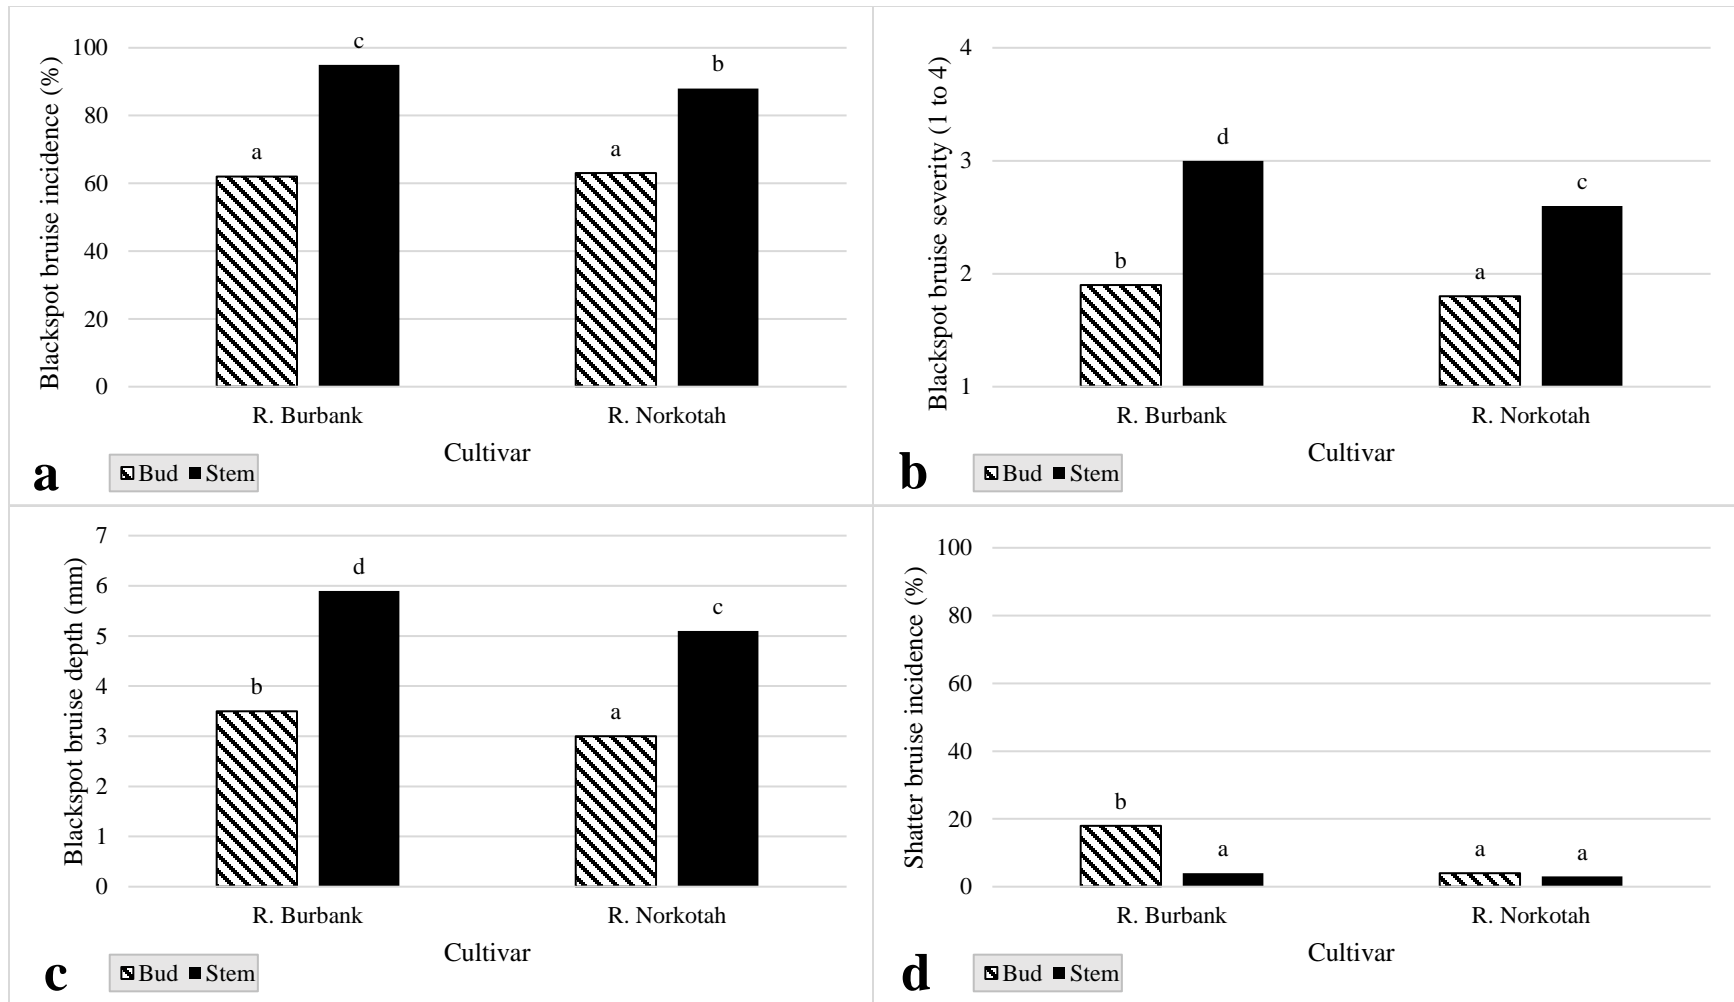 Blackspot bruise incidence (%)
100
80
60
40
20
0
a
c
a
b
R. Burbank
R. Norkotah
Cultivar
Bud Stem
a
Blackspot bruise severity (1 to 4)
4
3
2
1
b
d
a
c
R. Burbank
R. Norkotah
Cultivar
Bud Stem
b
Blackspot bruise depth (mm)
7
6
5
4
3
2
1
0
b
d
a
c
R. Burbank
R. Norkotah
Cultivar
Bud Stem
c
Shatter bruise incidence (%)
100
80
60
40
20
0
b
a
a
a
R. Burbank
R. Norkotah
Cultivar
Bud Stem
d